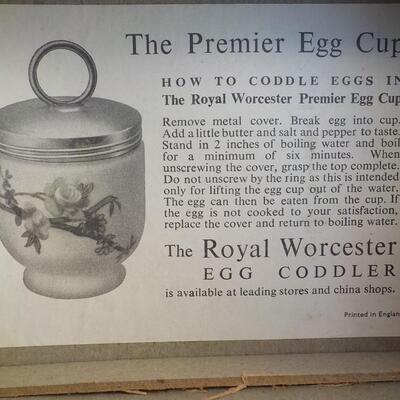 The Premier Egg Cup
HOW TO CODDLE EGGS IN
The Royal Worcester Premier Egg Cup
Remove metal cover. Break egg into cup.
Add a little butter and salt and pepper to taste.
Stand in 2 inches of boiling water and boil
for a minimum of six minutes. When
unscrewing the cover, grasp the top complete.
Do not unscrew by the ring as this is intended
only for lifting the egg cup out of the water.
The egg can then be eaten from the cup. If
the egg is not cooked to your satisfaction,
replace the cover and return to boiling water.
The Royal Worcester
EGG CODDLER
is available at leading stores and china shops.
Printed in England